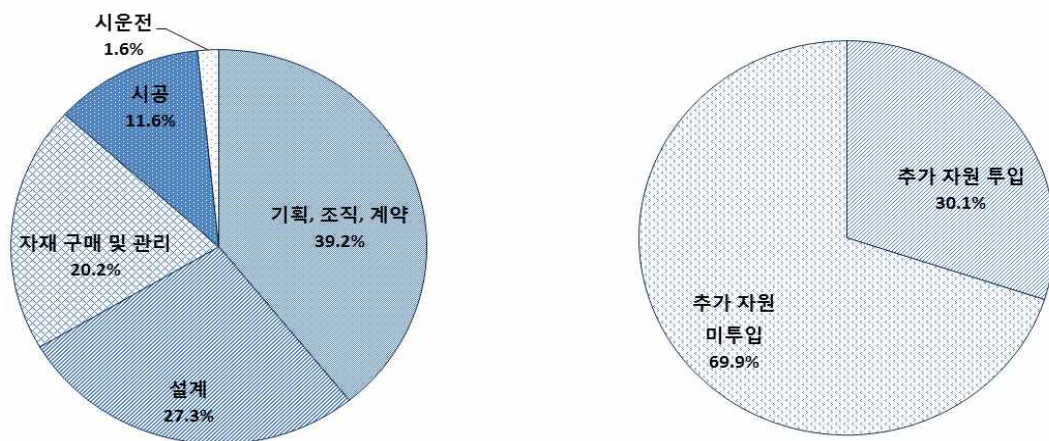 시운전
1.6%
시공
11.6%
기획, 조직, 계약
39.2%
자재 구매 및 관리
20.2%
설계
27.3%
추가 자원 투입
30.1%
추가 자원
미투입
69.9%